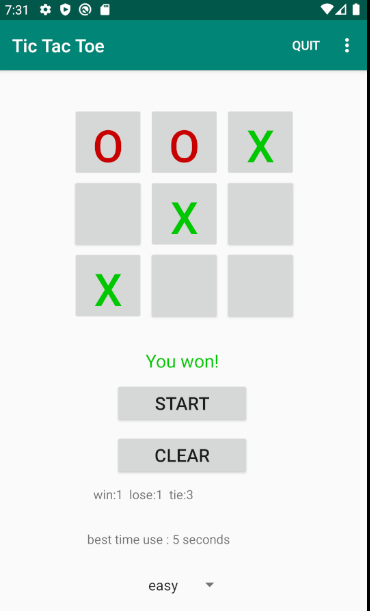 7:31
Tic Tac Toe QUIT
O O X
X
X
You won!
START
CLEAR
win:1 lose:1 tie:3
best time use : 5 seconds
easy